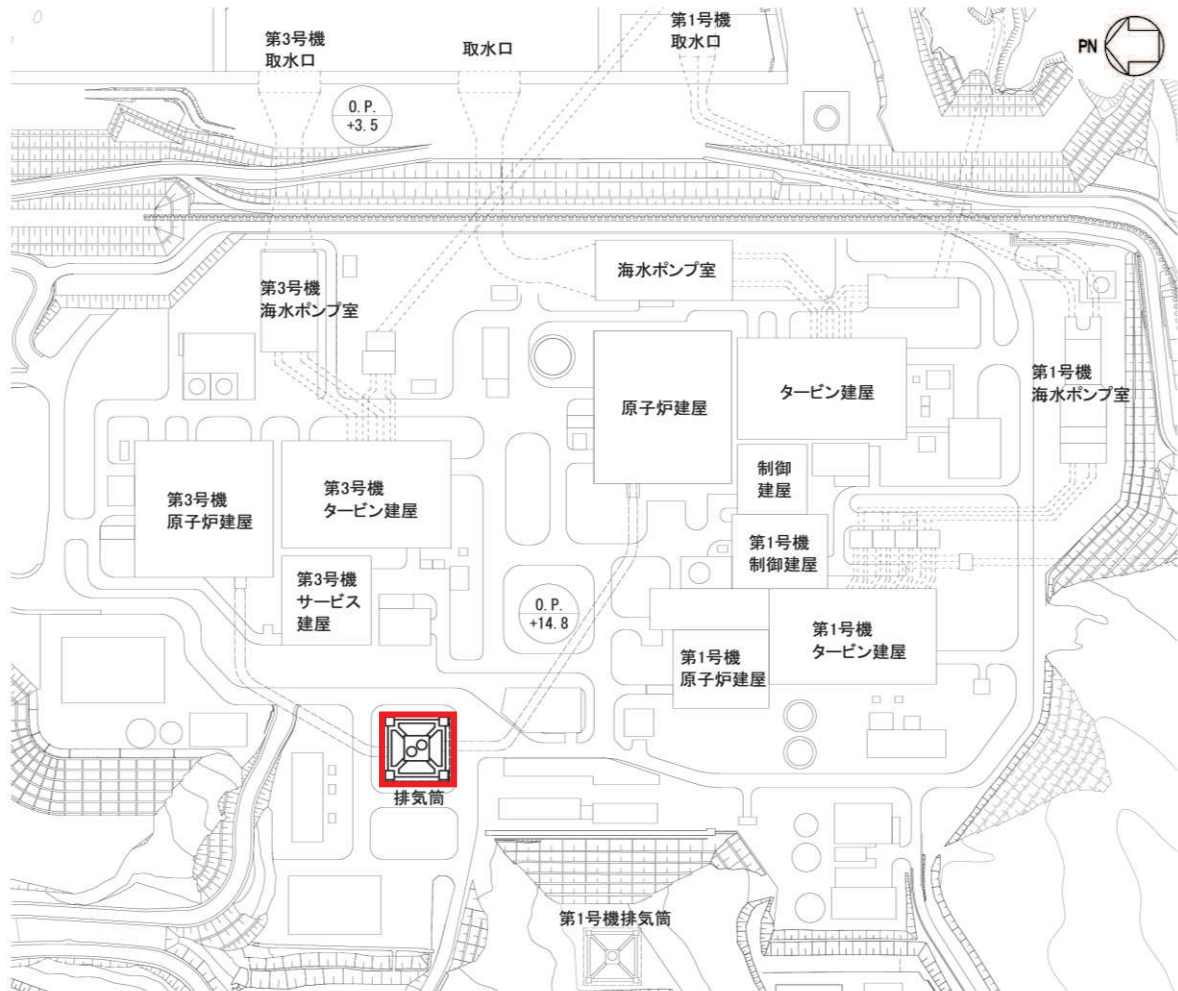 第3号機
取水口
取水口
第1号機
取水口
PN
O.P.
+3.5
第3号機
海水ポンプ室
海水ポンプ室
第1号機
海水ポンプ室
原子炉建屋
タービン建屋
制御
建屋
第3号機
原子炉建屋
第3号機
タービン建屋
第1号機
制御建屋
第3号機
サービス
建屋
O.P.
+14.8
第1号機
原子炉建屋
第1号機
タービン建屋
排気筒
第1号機排気筒